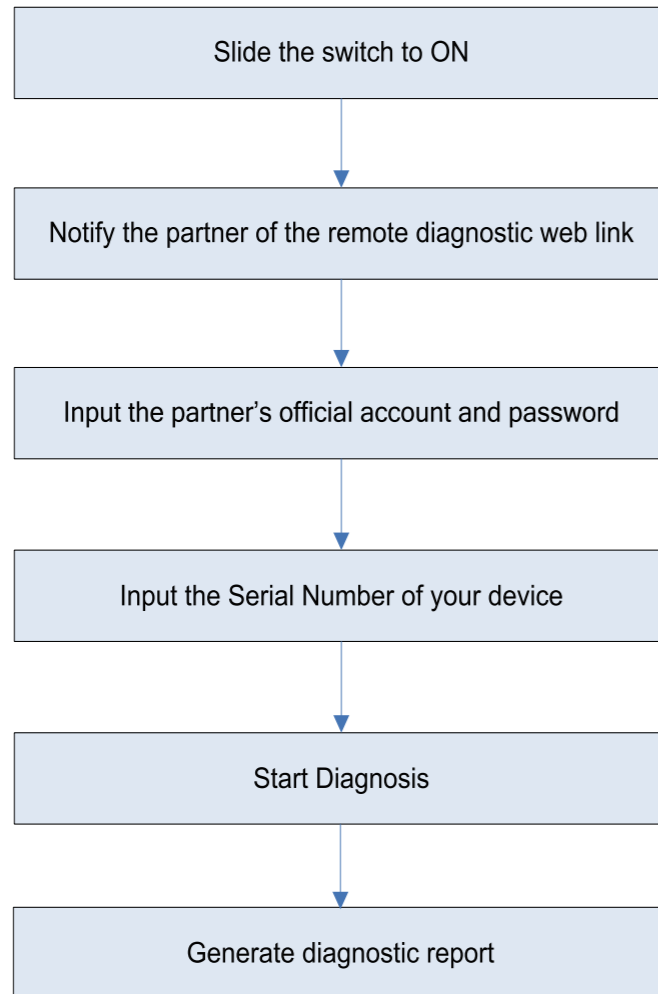 Slide the switch to ON
Notify the partner of the remote diagnostic web link
Input the partner’s official account and password
Input the Serial Number of your device
Start Diagnosis
Generate diagnostic report